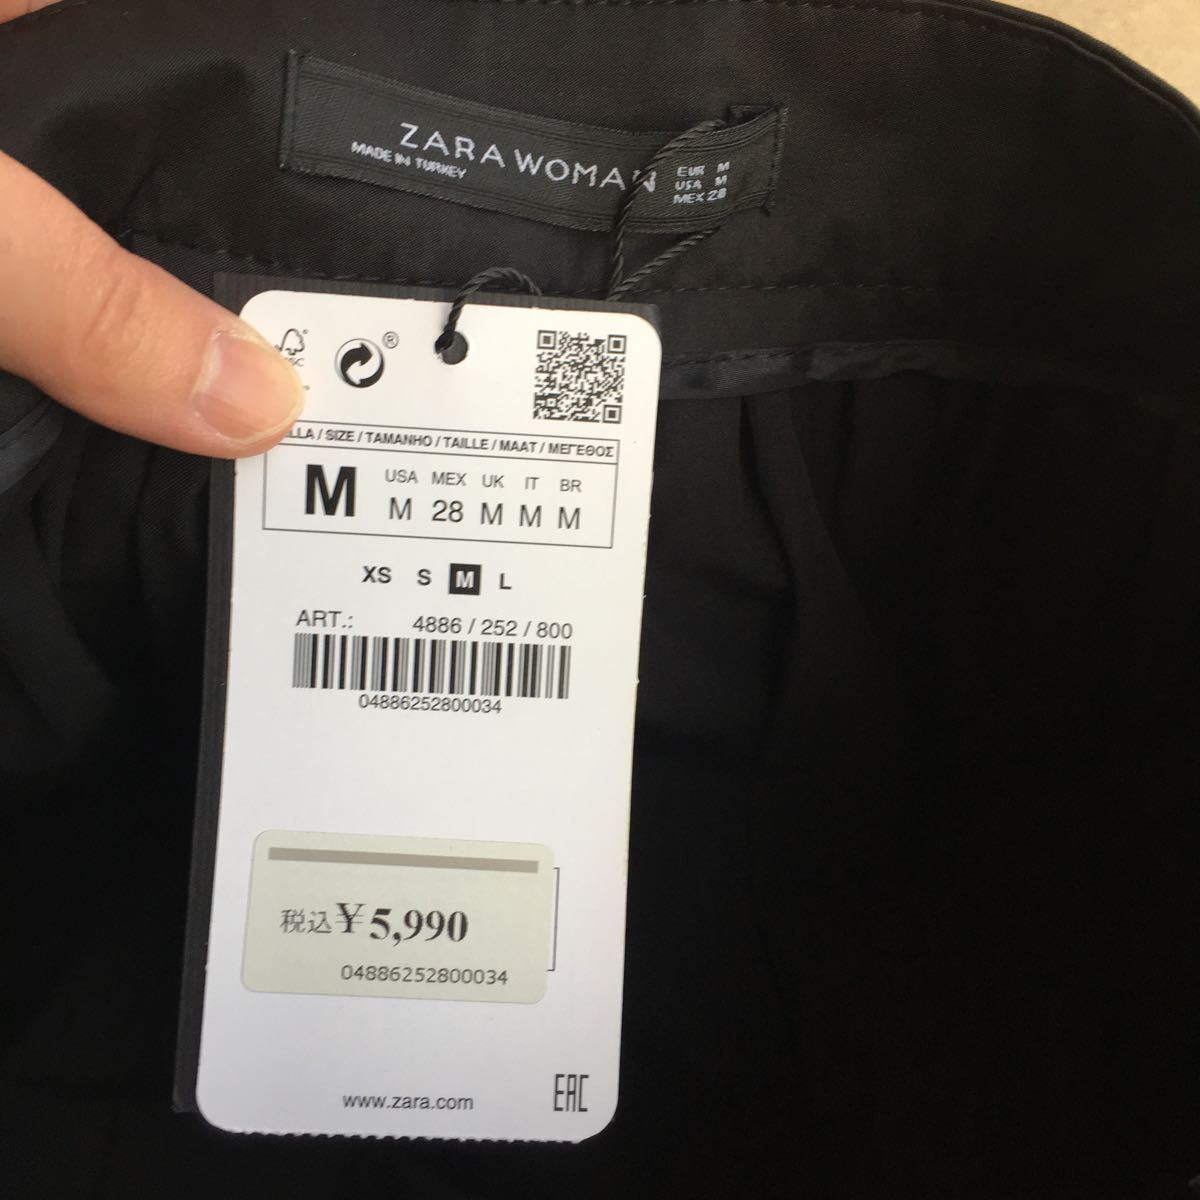 ZARA WOMAN
MADE IN TURKEY
EUR M
USA M
MEX 28
®
/ SIZE / TAMANHO / TAILLE / MAAT / ΜΕΓΕΘΟΣ
M
USA MEX UK IT BR
M 28 M M M
XS S M L
ART.: 4886 / 252 / 800
04886252800034
税込¥5,990
04886252800034
www.zara.com
EAC